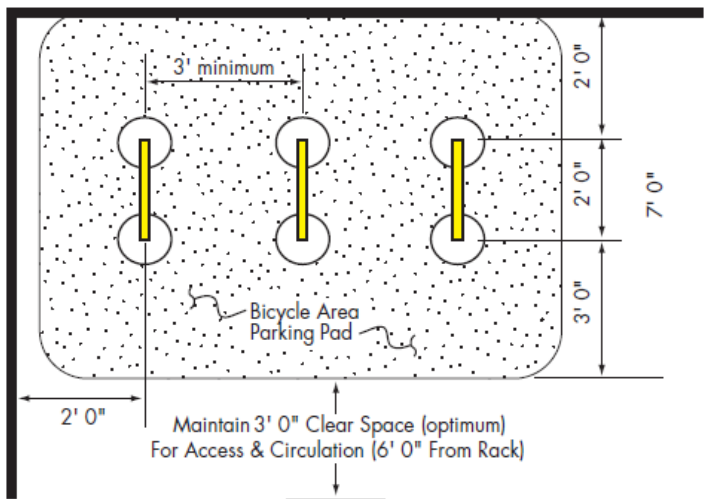 3' minimum
2' 0"
2' 0"
7' 0"
3' 0"
Bicycle Area
Parking Pad
2' 0"
Maintain 3' 0" Clear Space (optimum)
For Access & Circulation (6' 0" From Rack)